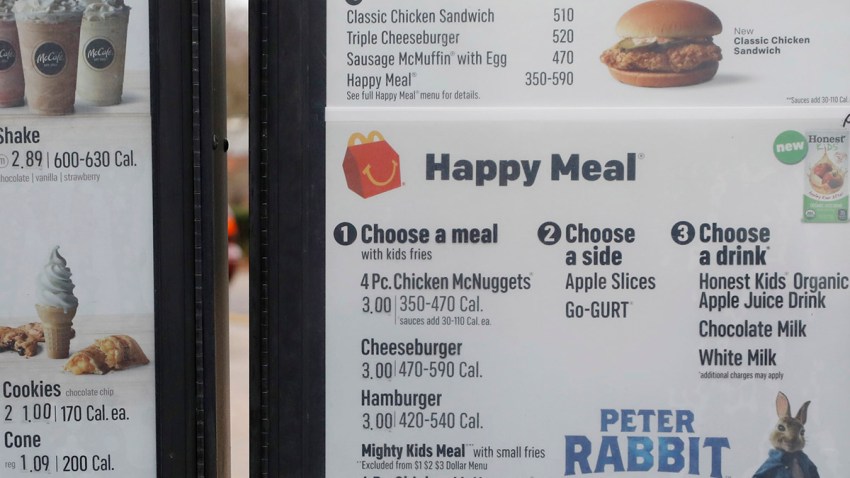 McCafé
McCafé
McCafé
Shake
2.89 | 600-630 Cal.
chocolate | vanilla | strawberry
Cookies chocolate chip
2 1.00 | 170 Cal. ea.
Cone
reg 1.09 | 200 Cal.
Classic Chicken Sandwich 510
Triple Cheeseburger 520
Sausage McMuffin® with Egg 470
Happy Meal® 350-590
See full Happy Meal® menu for details.
New
Classic Chicken
Sandwich
**Sauces add 30-110 Cal.
Happy Meal®
new
Honest®
Kids
1 Choose a meal
with kids fries
4 Pc. Chicken McNuggets®
3.00 | 350-470 Cal.
sauces add 30-110 Cal. ea.
Cheeseburger
3.00 | 470-590 Cal.
Hamburger
3.00 | 420-540 Cal.
Mighty Kids Meal*** with small fries
**Excluded from $1 $2 $3 Dollar Menu
2 Choose
a side
Apple Slices
Go-GURT®
3 Choose
a drink*
Honest Kids® Organic
Apple Juice Drink
Chocolate Milk
White Milk
*additional charges may apply
PETER
RABBIT